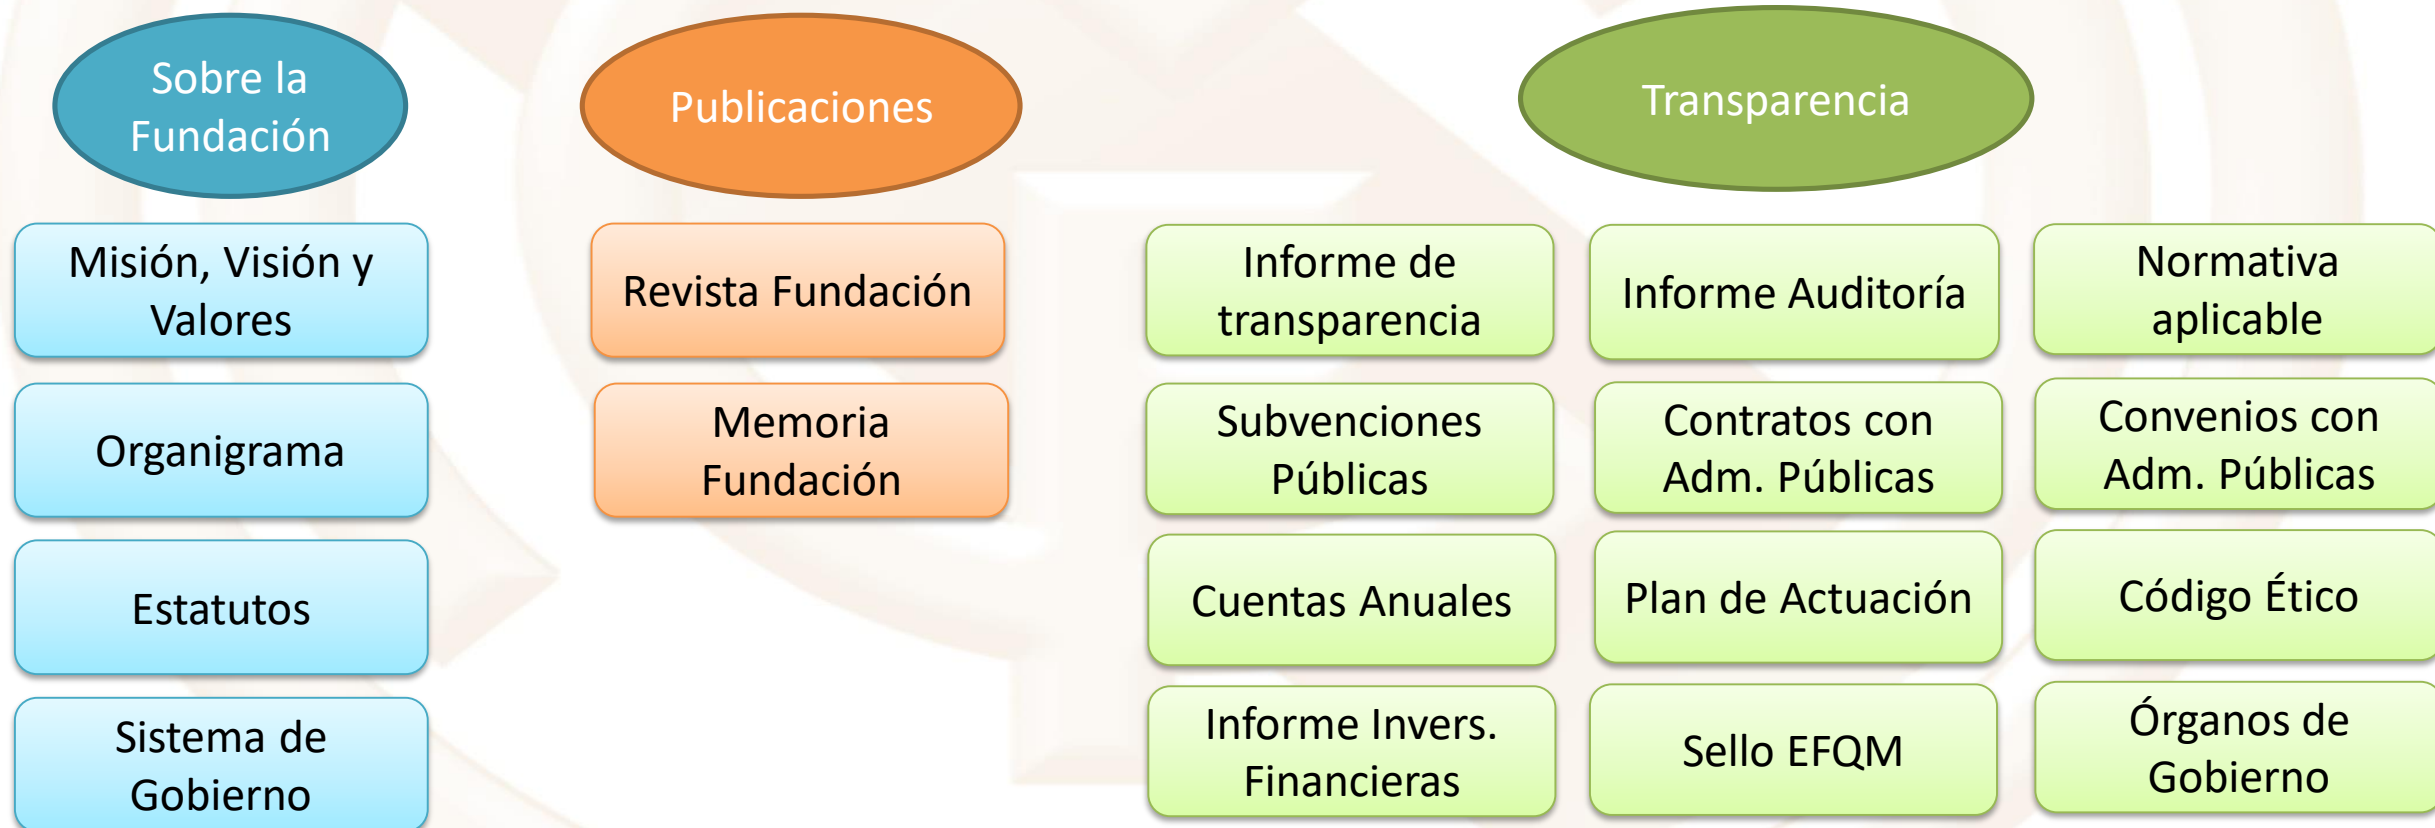 Sobre la
Fundación
Misión, Visión y
Valores
Organigrama
Estatutos
Sistema de
Gobierno
Publicaciones
Revista Fundación
Memoria
Fundación
Transparencia
Informe de
transparencia
Informe Auditoría
Normativa
aplicable
Subvenciones
Públicas
Contratos con
Adm. Públicas
Convenios con
Adm. Públicas
Cuentas Anuales
Plan de Actuación
Código Ético
Informe Invers.
Financieras
Sello EFQM
Órganos de
Gobierno